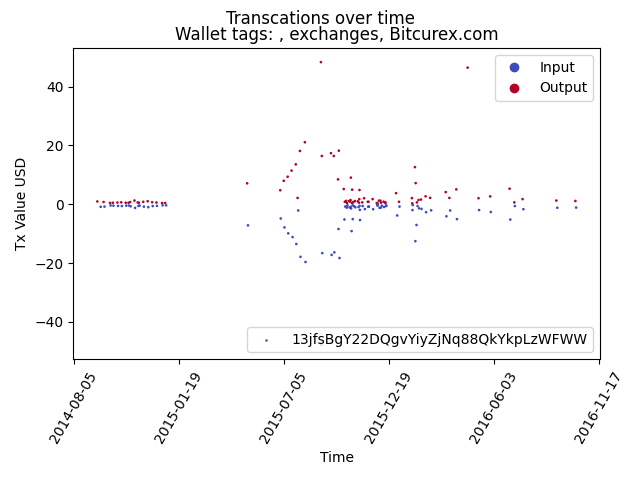 Transcations over time
Wallet tags: , exchanges, Bitcurex.com
Input
Output
40
20
0
−20
−40
Tx Value USD
13jfsBgY22DQgvYiyZjNq88QkYkpLzWFWW
2014-08-05
2015-01-19
2015-07-05
2015-12-19
2016-06-03
2016-11-17
Time